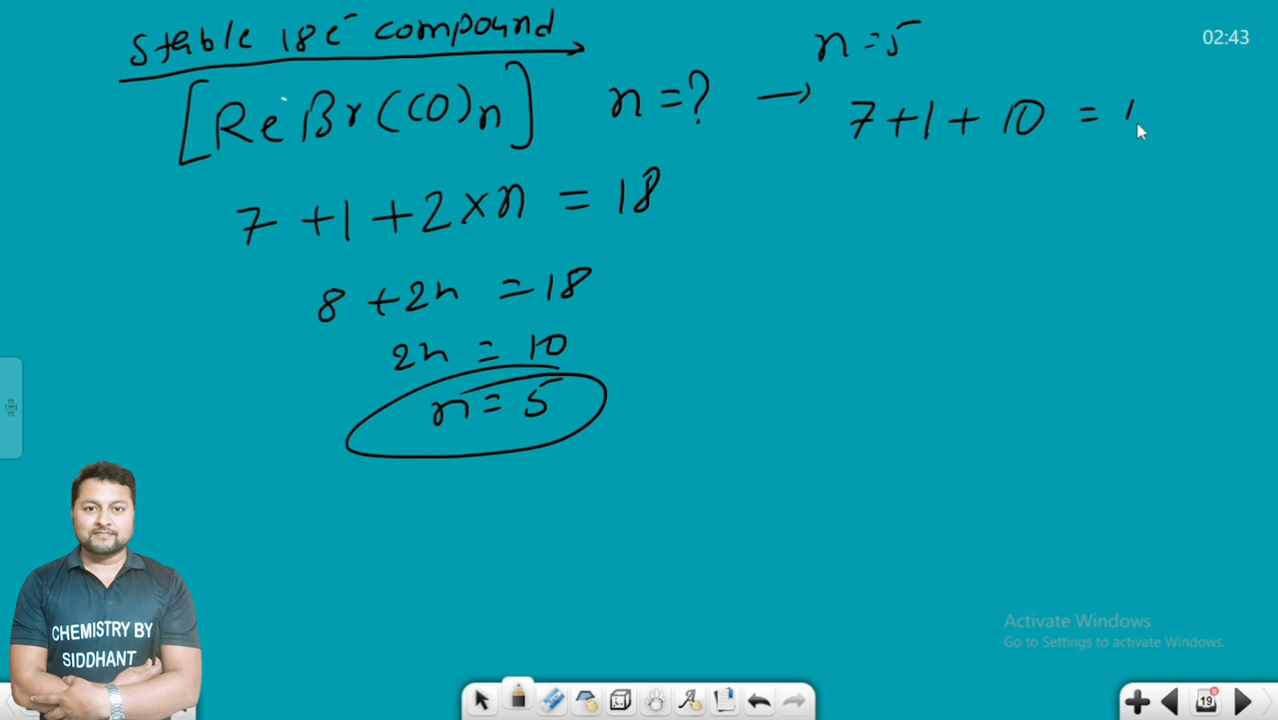 stable 18e⁻ compound
[ReBr(CO)n] n = ? →
7 + 1 + 2 × n = 18
8 + 2n = 18
2n = 10
n = 5
n = 5
7 + 1 + 10 = 1
02:43
CHEMISTRY BY
SIDDHANT
Activate Windows
Go to Settings to activate Windows.
19